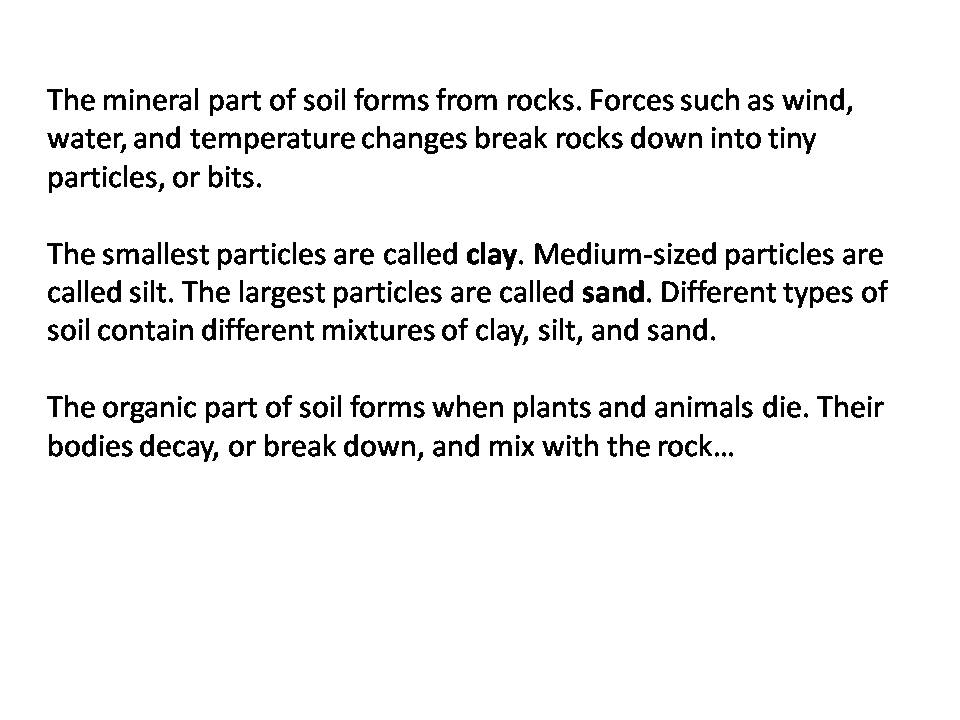 The mineral part of soil forms from rocks. Forces such as wind,
water, and temperature changes break rocks down into tiny
particles, or bits.
The smallest particles are called clay. Medium-sized particles are
called silt. The largest particles are called sand. Different types of
soil contain different mixtures of clay, silt, and sand.
The organic part of soil forms when plants and animals die. Their
bodies decay, or break down, and mix with the rock…